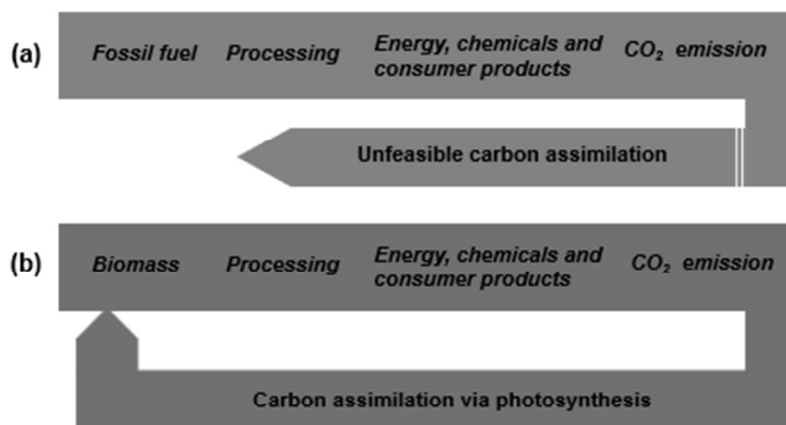 (a)
Fossil fuel Processing Energy, chemicals and CO₂ emission
consumer products
Unfeasible carbon assimilation
(b)
Biomass Processing Energy, chemicals and CO₂ emission
consumer products
Carbon assimilation via photosynthesis